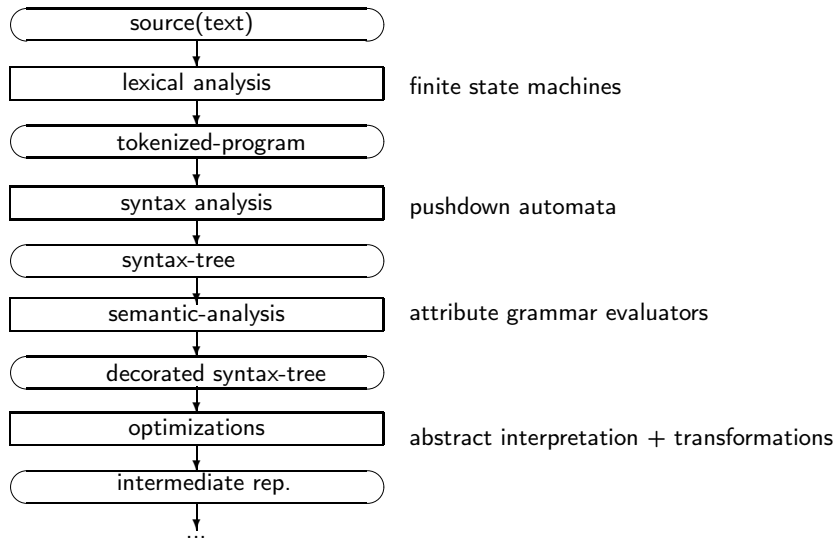 source(text)
lexical analysis
finite state machines
tokenized-program
syntax analysis
pushdown automata
syntax-tree
semantic-analysis
attribute grammar evaluators
decorated syntax-tree
optimizations
abstract interpretation + transformations
intermediate rep.
...